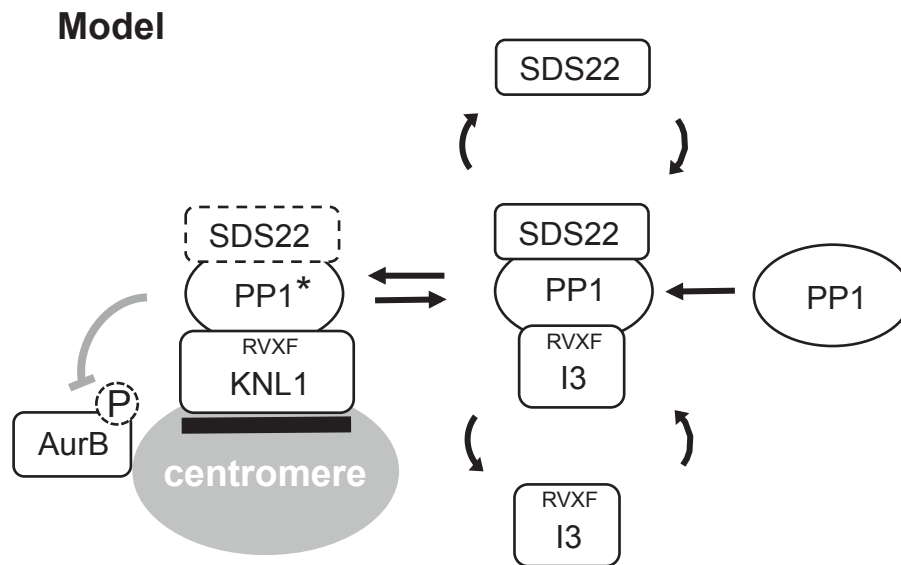 Model
SDS22
SDS22
PP1*
RVXF
KNL1
P
AurB
centromere
SDS22
PP1
RVXF
I3
PP1
RVXF
I3